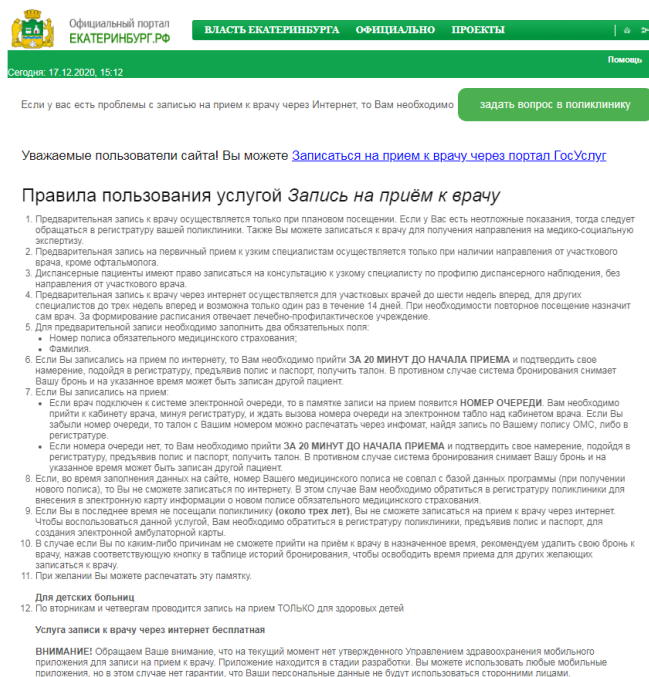 Официальный портал
ЕКАТЕРИНБУРГ.РФ
ВЛАСТЬ ЕКАТЕРИНБУРГА ОФИЦИАЛЬНО ПРОЕКТЫ
Помощь
Сегодня: 17.12.2020, 15:12
Если у вас есть проблемы с записью на прием к врачу через Интернет, то Вам необходимо задать вопрос в поликлинику
Уважаемые пользователи сайта! Вы можете Записаться на прием к врачу через портал ГосУслуг
Правила пользования услугой Запись на приём к врачу
1. Предварительная запись к врачу осуществляется только при плановом посещении. Если у Вас есть неотложные показания, тогда следует
обращаться в регистратуру вашей поликлиники. Также Вы можете записаться к врачу для получения направления на медико-социальную
экспертизу.
2. Предварительная запись на первичный прием к узким специалистам осуществляется только при наличии направления от участкового
врача, кроме офтальмолога.
3. Диспансерные пациенты имеют право записаться на консультацию к узкому специалисту по профилю диспансерного наблюдения, без
направления от участкового врача.
4. Предварительная запись к врачу через интернет осуществляется для участковых врачей до шести недель вперед, для других
специалистов до трех недель вперед и возможна только один раз в течение 14 дней. При необходимости повторное посещение назначит
сам врач. За формирование расписания отвечает лечебно-профилактическое учреждение.
5. Для предварительной записи необходимо заполнить два обязательных поля:
• Номер полиса обязательного медицинского страхования;
• Фамилия.
6. Если Вы записались на прием по интернету, то Вам необходимо прийти ЗА 20 МИНУТ ДО НАЧАЛА ПРИЕМА и подтвердить свое
намерение, подойдя в регистратуру, предъявив полис и паспорт, получить талон. В противном случае система бронирования снимает
Вашу бронь и на указанное время может быть записан другой пациент.
7. Если Вы записались на прием:
• Если врач подключен к системе электронной очереди, то в памятке записи на прием появится НОМЕР ОЧЕРЕДИ. Вам необходимо
прийти к кабинету врача, минуя регистратуру, и ждать вызова номера очереди на электронном табло над кабинетом врача. Если Вы
забыли номер очереди, то талон с Вашим номером можно распечатать через инфомат, найдя запись по Вашему полису ОМС, либо в
регистратуре.
• Если номера очереди нет, то Вам необходимо прийти ЗА 20 МИНУТ ДО НАЧАЛА ПРИЕМА и подтвердить свое намерение, подойдя в
регистратуру, предъявив полис и паспорт, получить талон. В противном случае система бронирования снимает Вашу бронь и на
указанное время может быть записан другой пациент.
8. Если, во время заполнения данных на сайте, номер Вашего медицинского полиса не совпал с базой данных программы (при получении
нового полиса), то Вы не сможете записаться по интернету. В этом случае Вам необходимо обратиться в регистратуру поликлиники для
внесения в электронную карту информации о новом полисе обязательного медицинского страхования.
9. Если Вы в последнее время не посещали поликлинику (около трех лет), Вы не сможете записаться на прием к врачу через интернет.
Чтобы воспользоваться данной услугой, Вам необходимо обратиться в регистратуру поликлиники, предъявив полис и паспорт, для
создания электронной амбулаторной карты.
10. В случае если Вы по каким-либо причинам не сможете прийти на приём к врачу в назначенное время, рекомендуем удалить свою бронь к
врачу, нажав соответствующую кнопку в таблице историй бронирования, чтобы освободить время приема для других желающих
записаться к врачу.
11. При желании Вы можете распечатать эту памятку.
Для детских больниц
12. По вторникам и четвергам проводится запись на прием ТОЛЬКО для здоровых детей
Услуга записи к врачу через интернет бесплатная
ВНИМАНИЕ! Обращаем Ваше внимание, что на текущий момент нет утвержденного Управлением здравоохранения мобильного
приложения для записи на прием к врачу. Приложение находится в стадии разработки. Вы можете использовать любые мобильные
приложения, но в этом случае нет гарантии, что Ваши персональные данные не будут использоваться сторонними лицами.